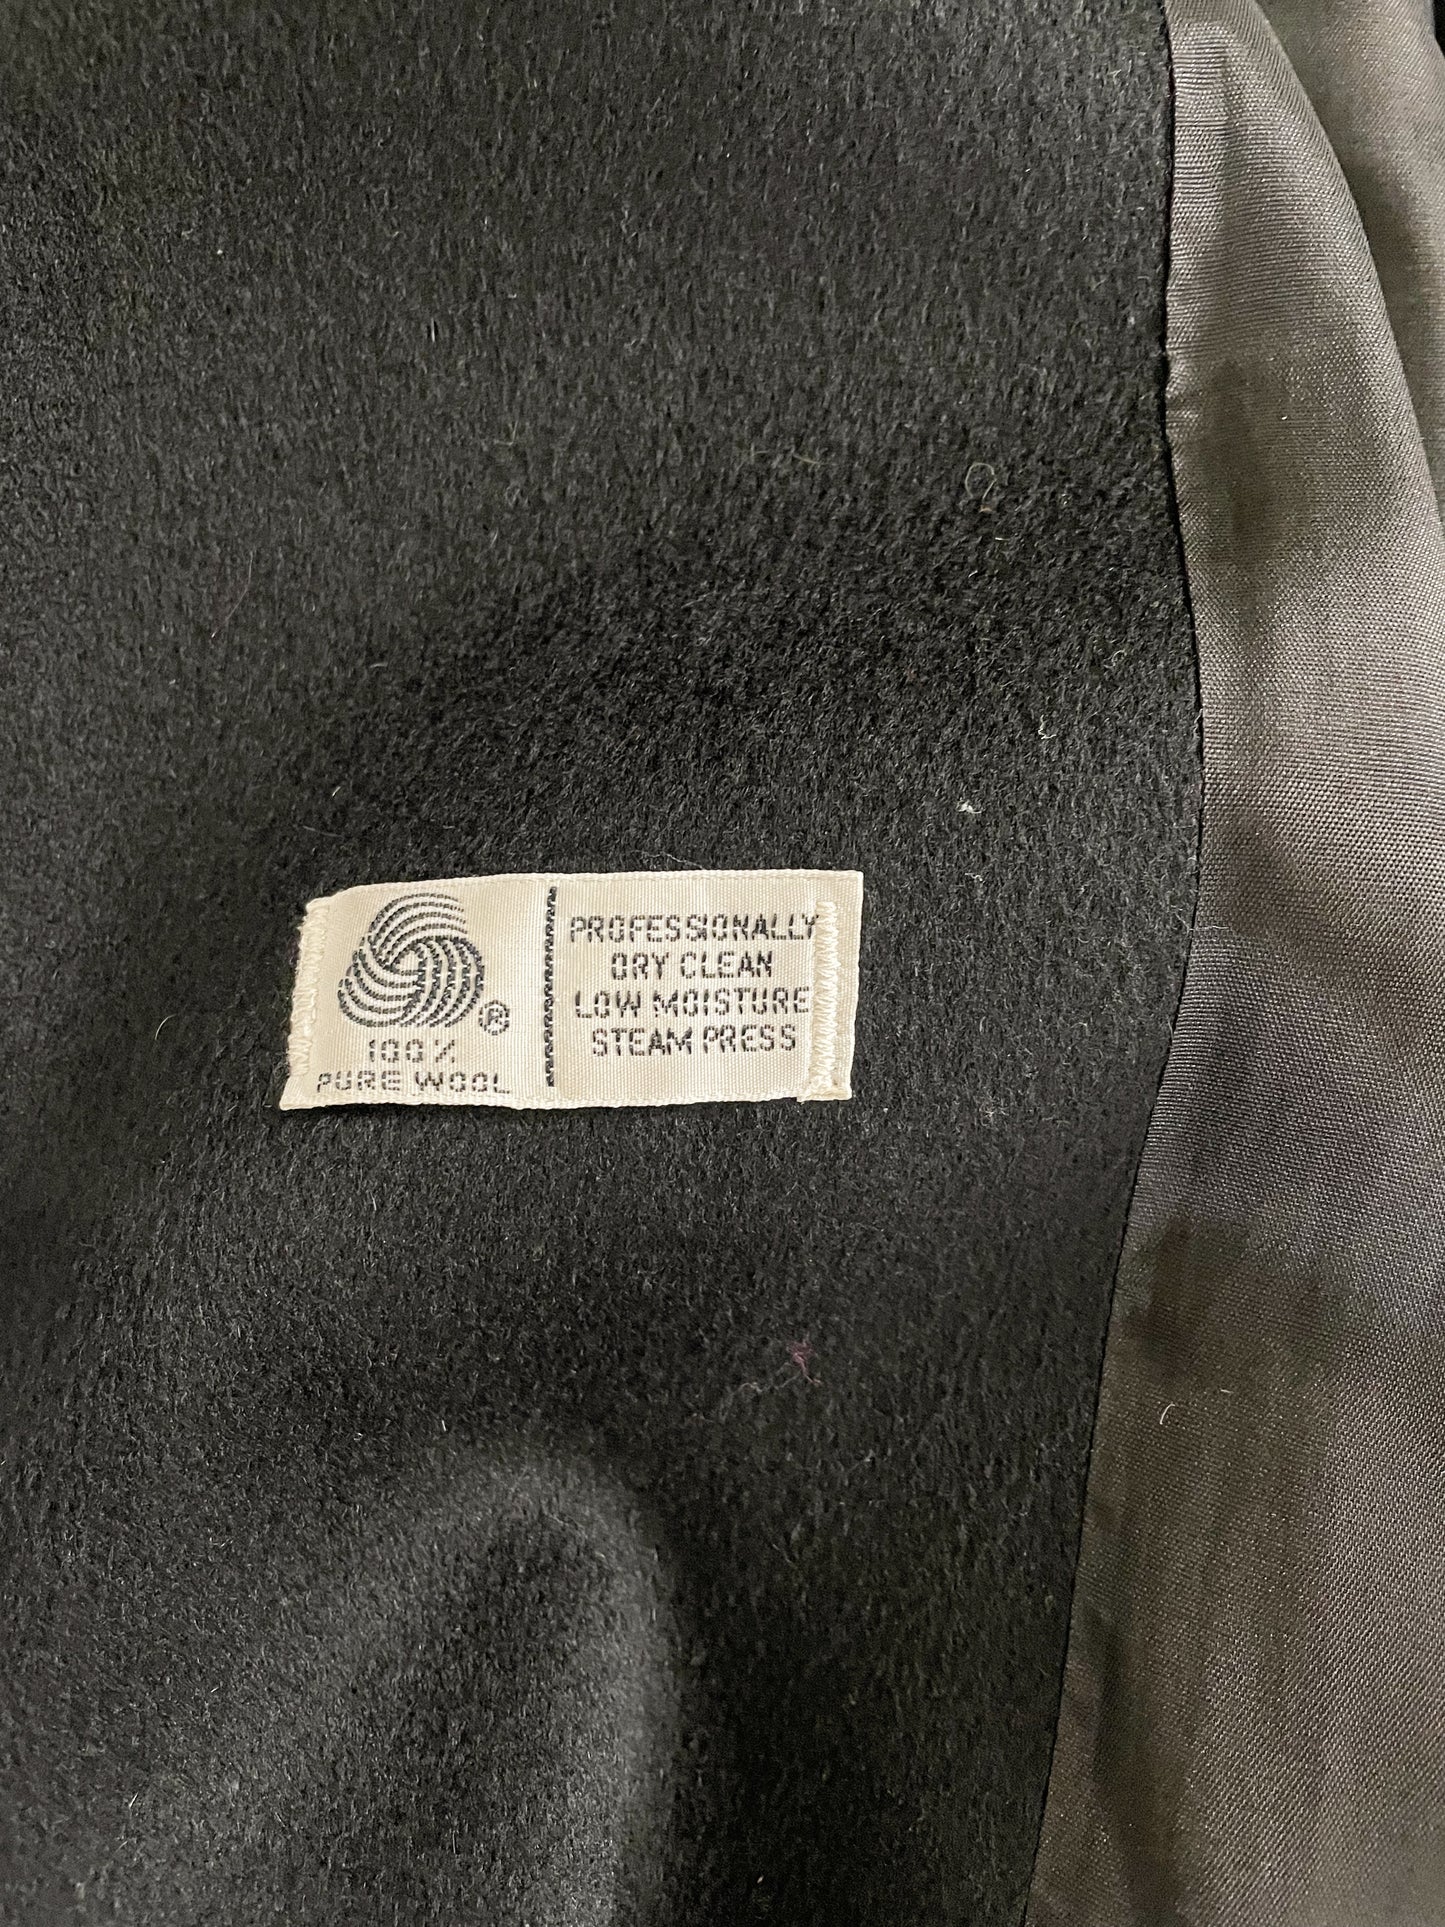 ®
100%
PURE WOOL
PROFESSIONALLY
DRY CLEAN
LOW MOISTURE
STEAM PRESS